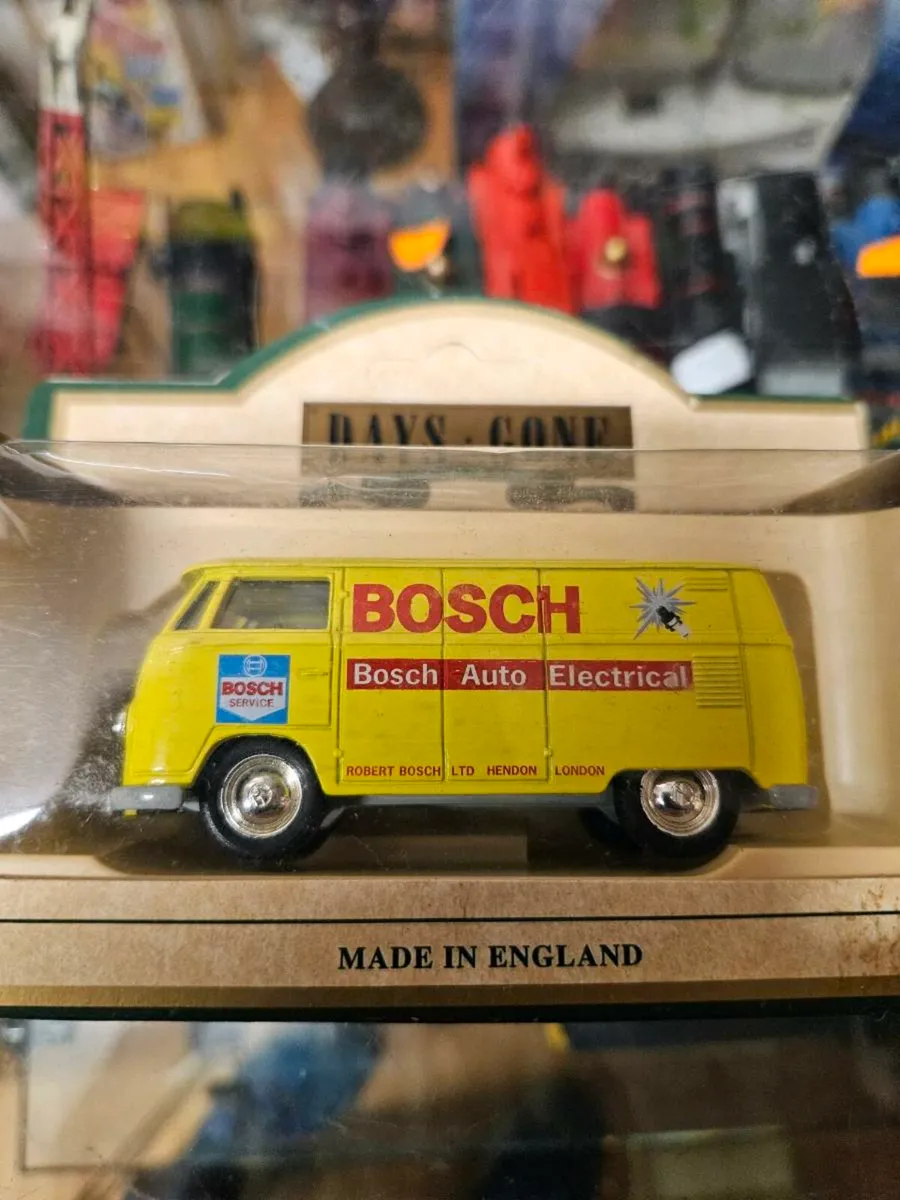 DAYS · GONE
BOSCH
Bosch Auto Electrical
BOSCH
SERVICE
ROBERT BOSCH LTD HENDON LONDON
MADE IN ENGLAND